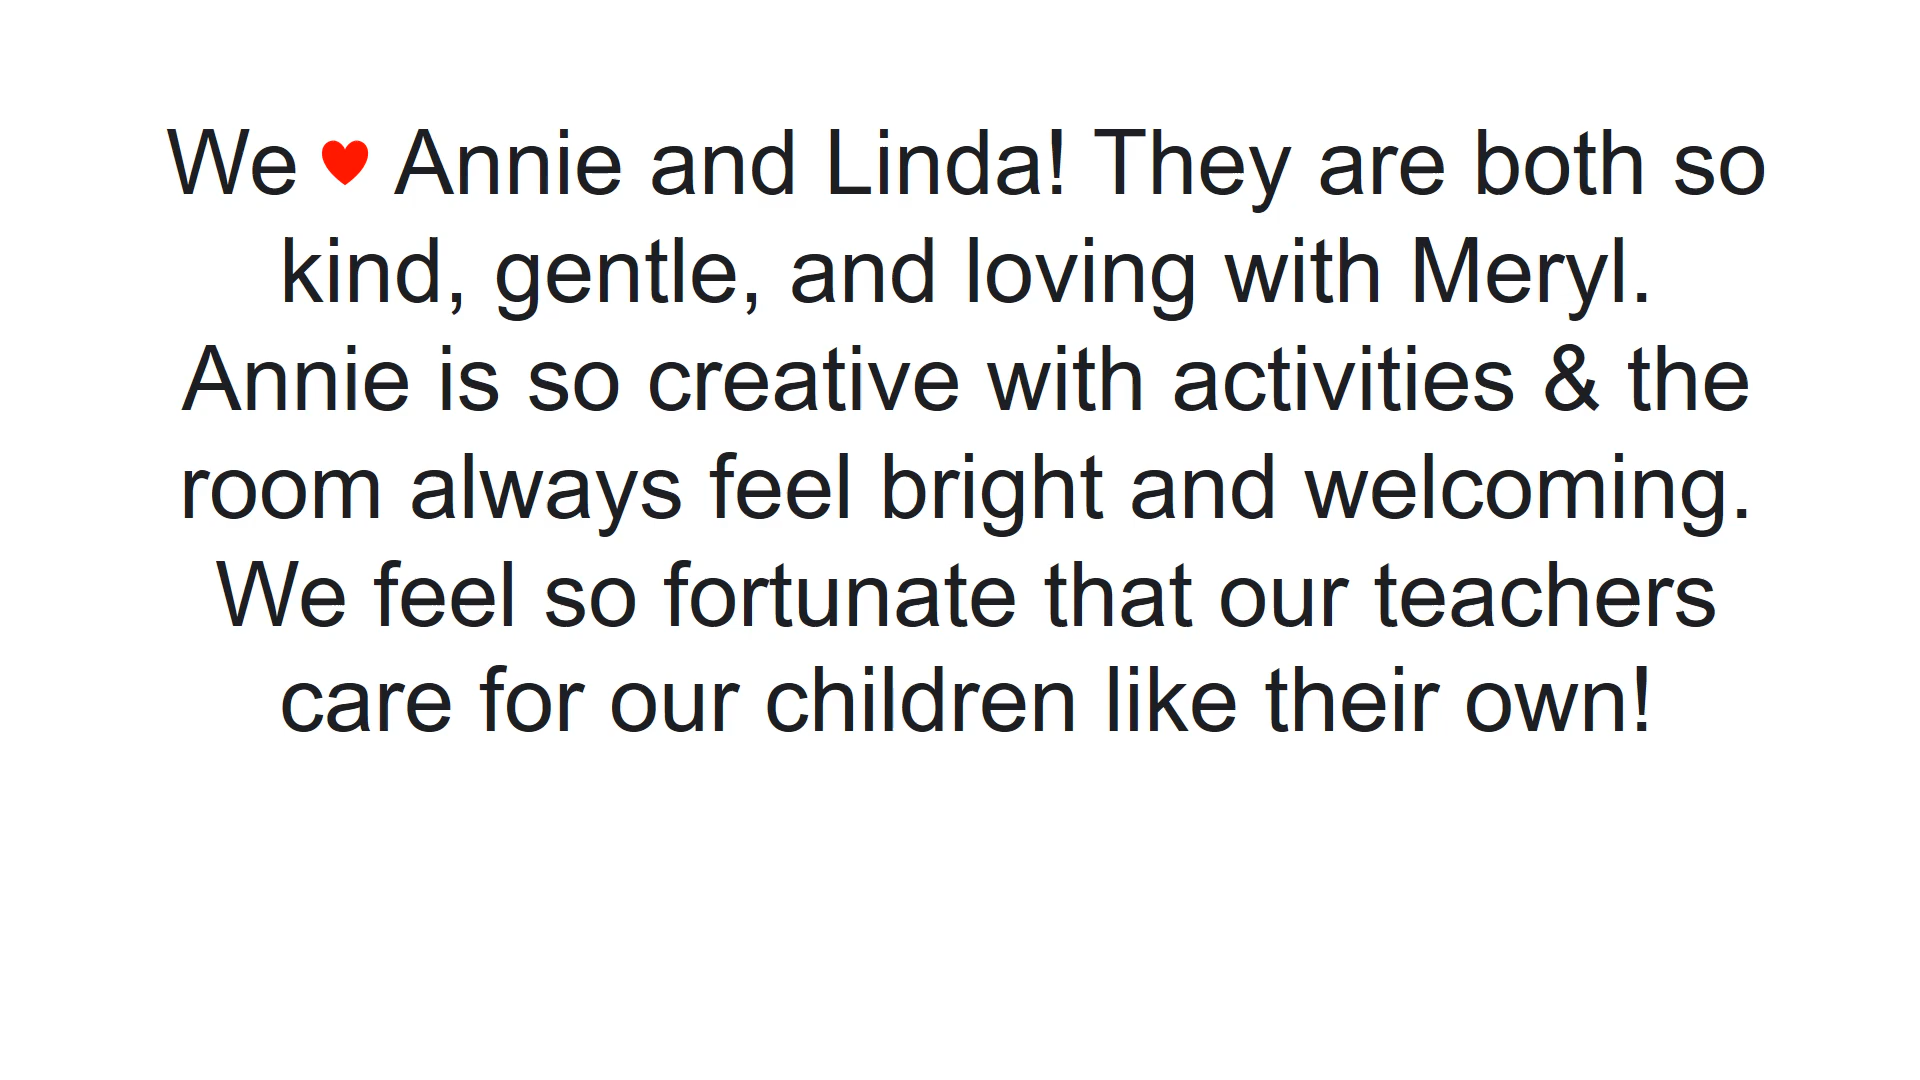 We ♥ Annie and Linda! They are both so
kind, gentle, and loving with Meryl.
Annie is so creative with activities & the
room always feel bright and welcoming.
We feel so fortunate that our teachers
care for our children like their own!